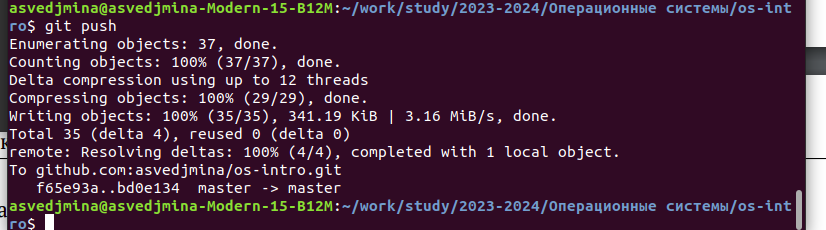 asvedjmina@asvedjmina-Modern-15-B12M:~/work/study/2023-2024/Операционные системы/os-int
ro$ git push
Enumerating objects: 37, done.
Counting objects: 100% (37/37), done.
Delta compression using up to 12 threads
Compressing objects: 100% (29/29), done.
Writing objects: 100% (35/35), 341.19 KiB | 3.16 MiB/s, done.
Total 35 (delta 4), reused 0 (delta 0)
remote: Resolving deltas: 100% (4/4), completed with 1 local object.
To github.com:asvedjmina/os-intro.git
   f65e93a..bd0e134  master -> master
asvedjmina@asvedjmina-Modern-15-B12M:~/work/study/2023-2024/Операционные системы/os-int
ro$